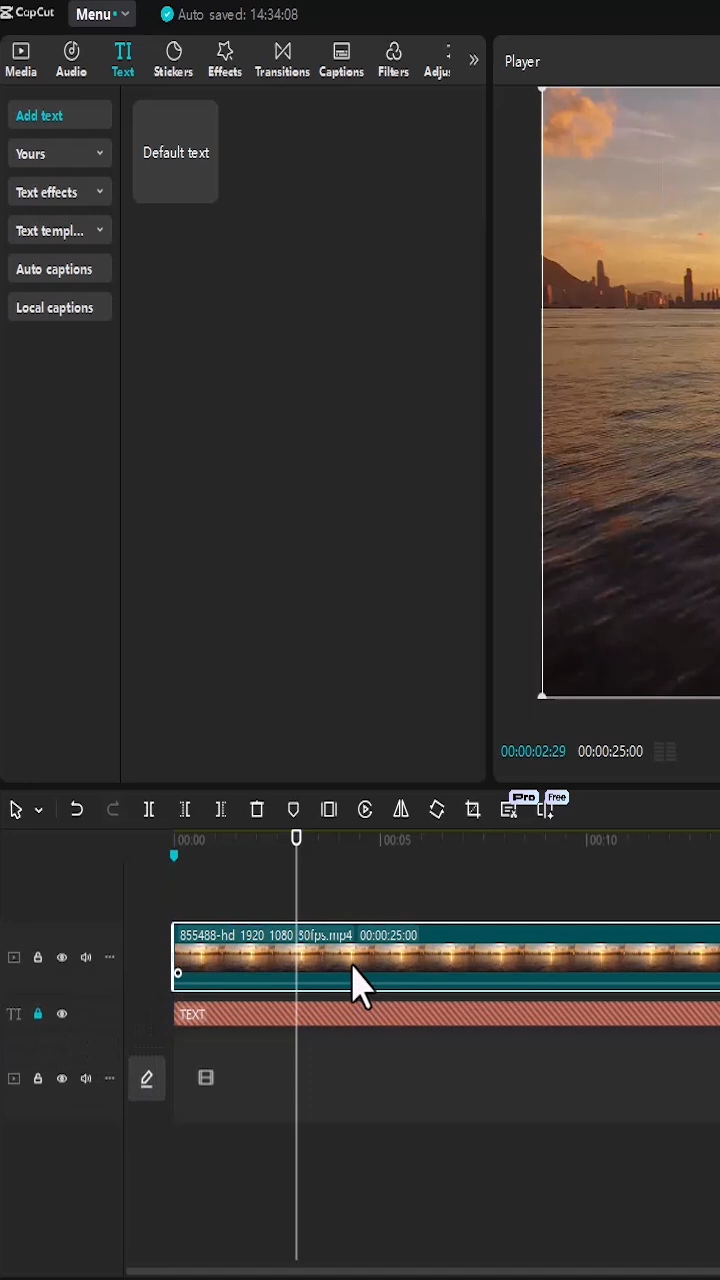 CapCut Menu Auto saved: 14:34:08
Media Audio Text Stickers Effects Transitions Captions Filters Adju
Player
Add text
Default text
Yours
Text effects
Text templ...
Auto captions
Local captions
00:00:02:29 00:00:25:00
Pro Free
00:00 00:05 00:10
855488-hd 1920 1080 30fps.mp4 00:00:25:00
TEXT